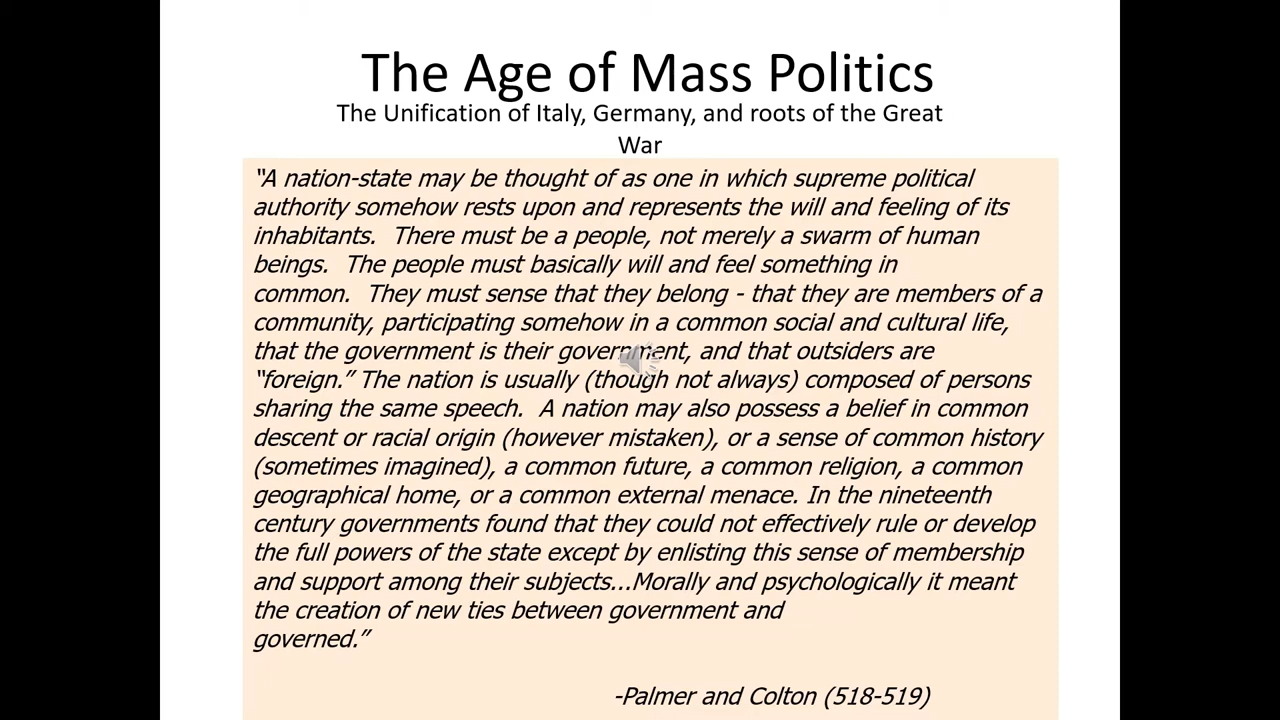 The Age of Mass Politics
The Unification of Italy, Germany, and roots of the Great
War
“A nation-state may be thought of as one in which supreme political
authority somehow rests upon and represents the will and feeling of its
inhabitants.  There must be a people, not merely a swarm of human
beings.  The people must basically will and feel something in
common.  They must sense that they belong - that they are members of a
community, participating somehow in a common social and cultural life,
that the government is their government, and that outsiders are
“foreign.” The nation is usually (though not always) composed of persons
sharing the same speech.  A nation may also possess a belief in common
descent or racial origin (however mistaken), or a sense of common history
(sometimes imagined), a common future, a common religion, a common
geographical home, or a common external menace. In the nineteenth
century governments found that they could not effectively rule or develop
the full powers of the state except by enlisting this sense of membership
and support among their subjects…Morally and psychologically it meant
the creation of new ties between government and
governed.”
-Palmer and Colton (518-519)